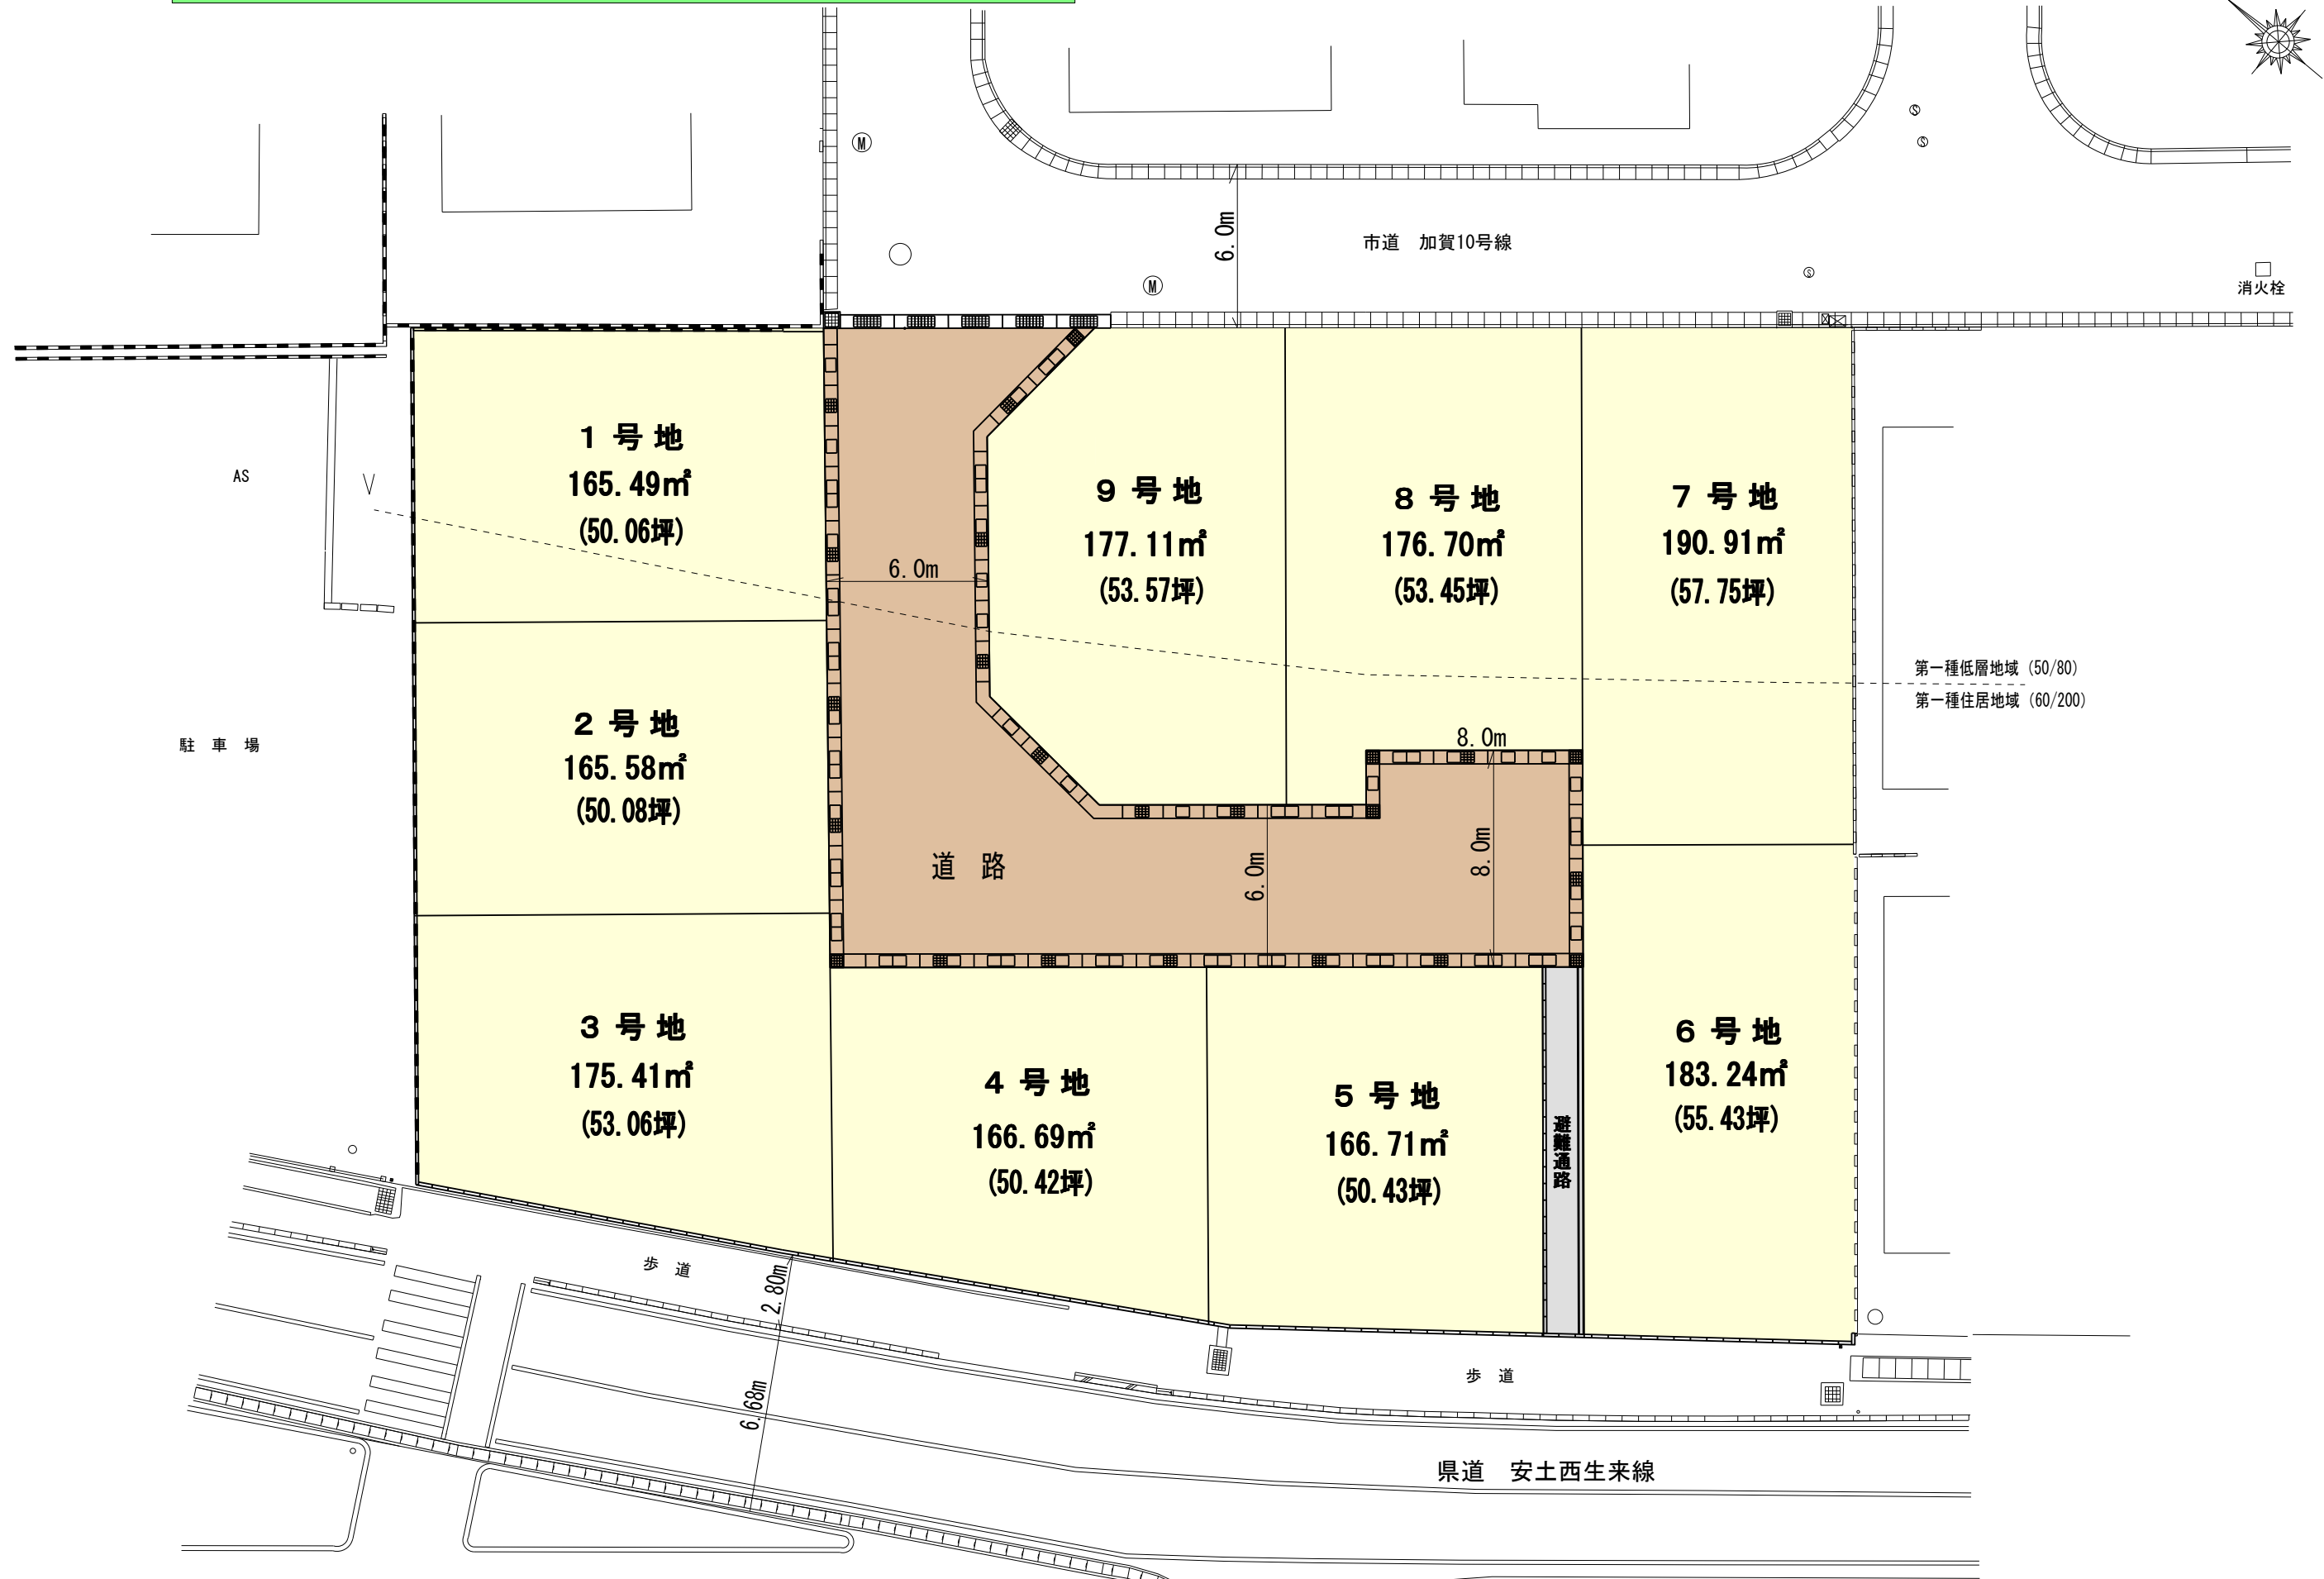 Ⓜ
Ⓢ
Ⓢ
6.0m
市道　加賀10号線
Ⓜ
Ⓢ
消火栓
1 号 地
165.49㎡
(50.06坪)
AS
9 号 地
177.11㎡
(53.57坪)
8 号 地
176.70㎡
(53.45坪)
7 号 地
190.91㎡
(57.75坪)
6.0m
第一種低層地域 (50/80)
第一種住居地域 (60/200)
2 号 地
165.58㎡
(50.08坪)
駐　車　場
8.0m
8.0m
6.0m
道　路
3 号 地
175.41㎡
(53.06坪)
4 号 地
166.69㎡
(50.42坪)
5 号 地
166.71㎡
(50.43坪)
避難通路
6 号 地
183.24㎡
(55.43坪)
歩　道
2.80m
6.68m
歩　道
県道　安土西生来線